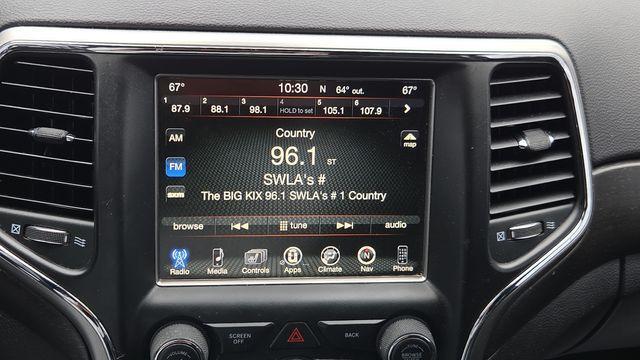 67° 10:30 N 64° out. 67°
1 87.9 2 88.1 3 98.1 4 HOLD to set 5 105.1 6 107.9
AM Country map
FM 96.1 ST
SWLA's #
sxm The BIG KIX 96.1 SWLA's # 1 Country
browse tune audio
Radio Media Controls Apps Climate Nav Phone
VOLUME SCREEN OFF BACK